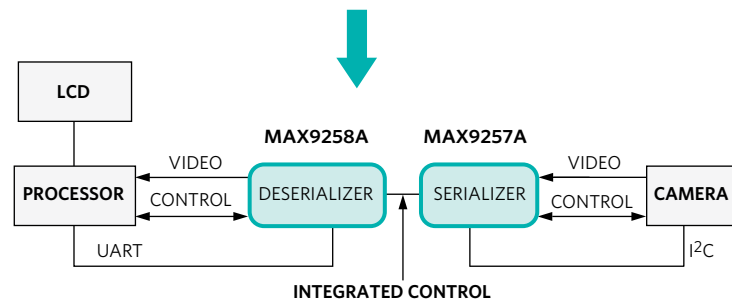 LCD
MAX9258A
MAX9257A
VIDEO
VIDEO
PROCESSOR
DESERIALIZER
SERIALIZER
CAMERA
CONTROL
CONTROL
UART
I²C
INTEGRATED CONTROL